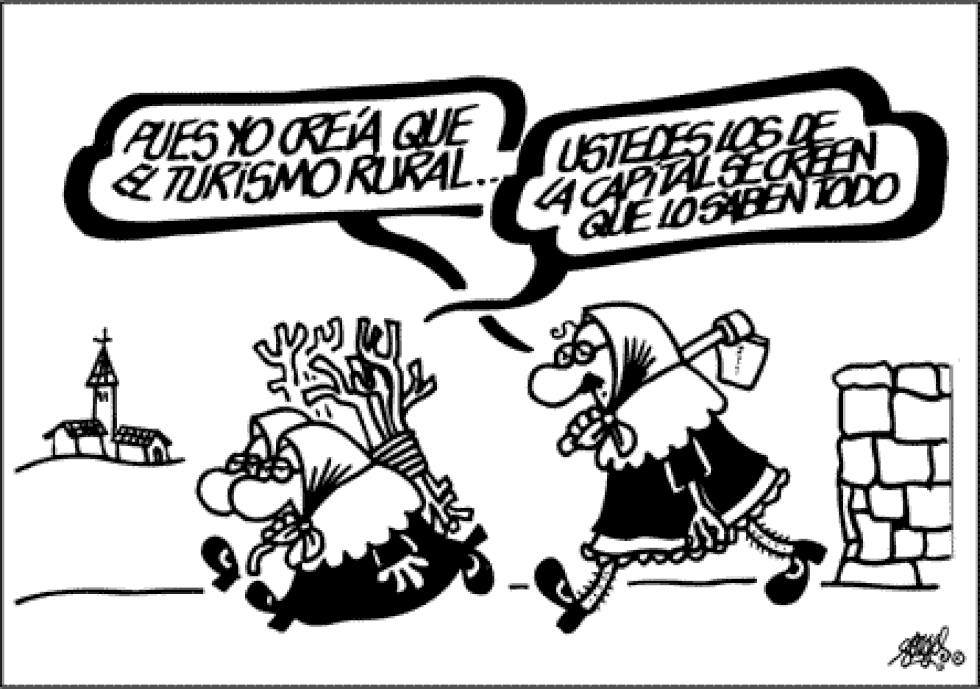 PUES YO CREÍA QUE
EL TURISMO RURAL...
USTEDES LOS DE
LA CAPITAL SE CREEN
QUE LO SABEN TODO
©